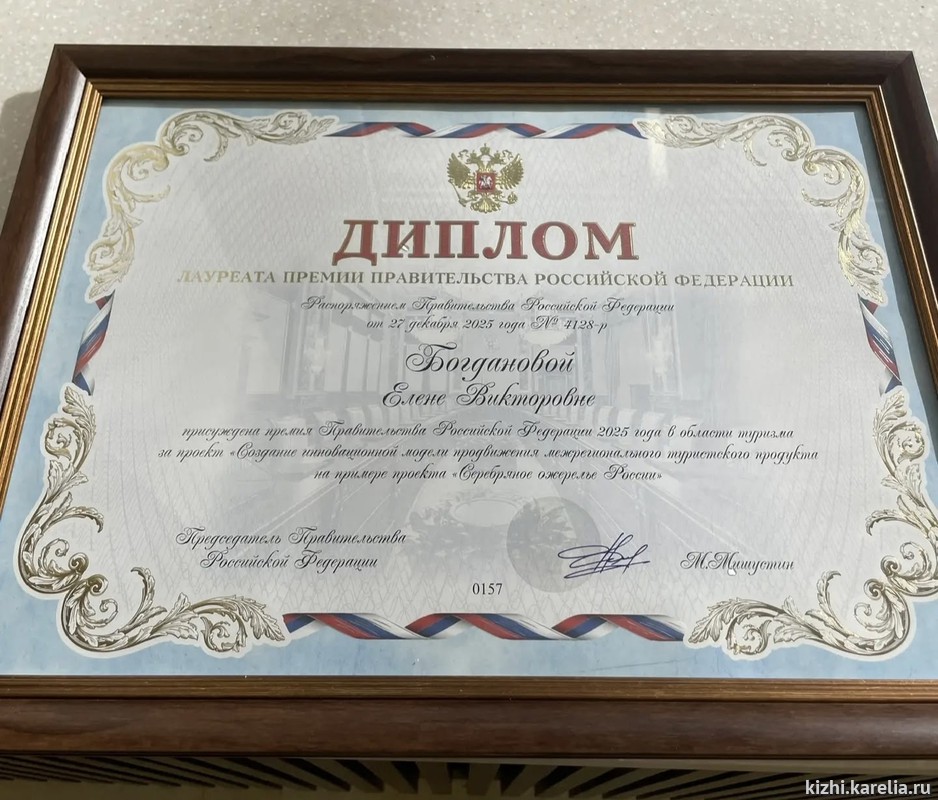 ДИПЛОМ
ЛАУРЕАТА ПРЕМИИ ПРАВИТЕЛЬСТВА РОССИЙСКОЙ ФЕДЕРАЦИИ
Распоряжением Правительства Российской Федерации
от 27 декабря 2025 года № 4128-р
Богдановой
Елене Викторовне
присуждена премия Правительства Российской Федерации 2025 года в области туризма
за проект «Создание инновационной модели продвижения межрегионального туристского продукта
на примере проекта «Серебряное ожерелье России»
Председатель Правительства
Российской Федерации
М.Мишустин
0157
kizhi.karelia.ru